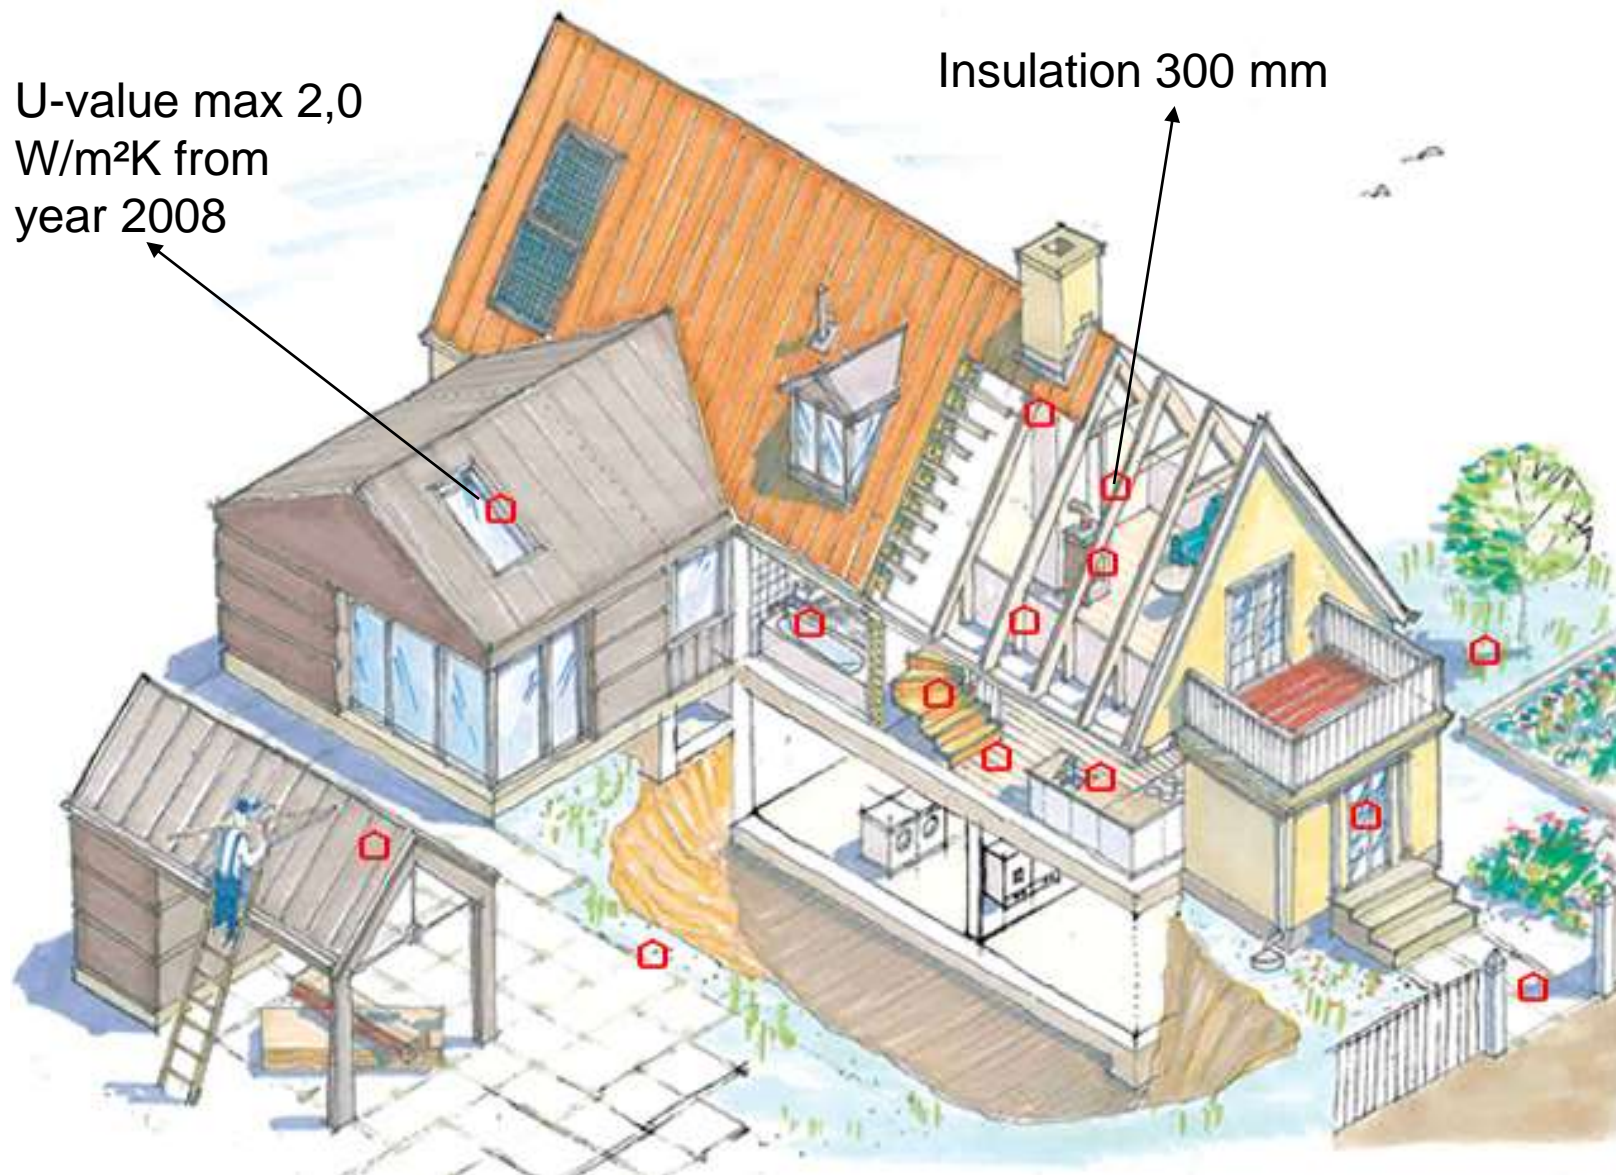 U-value max 2,0
W/m²K from
year 2008
Insulation 300 mm